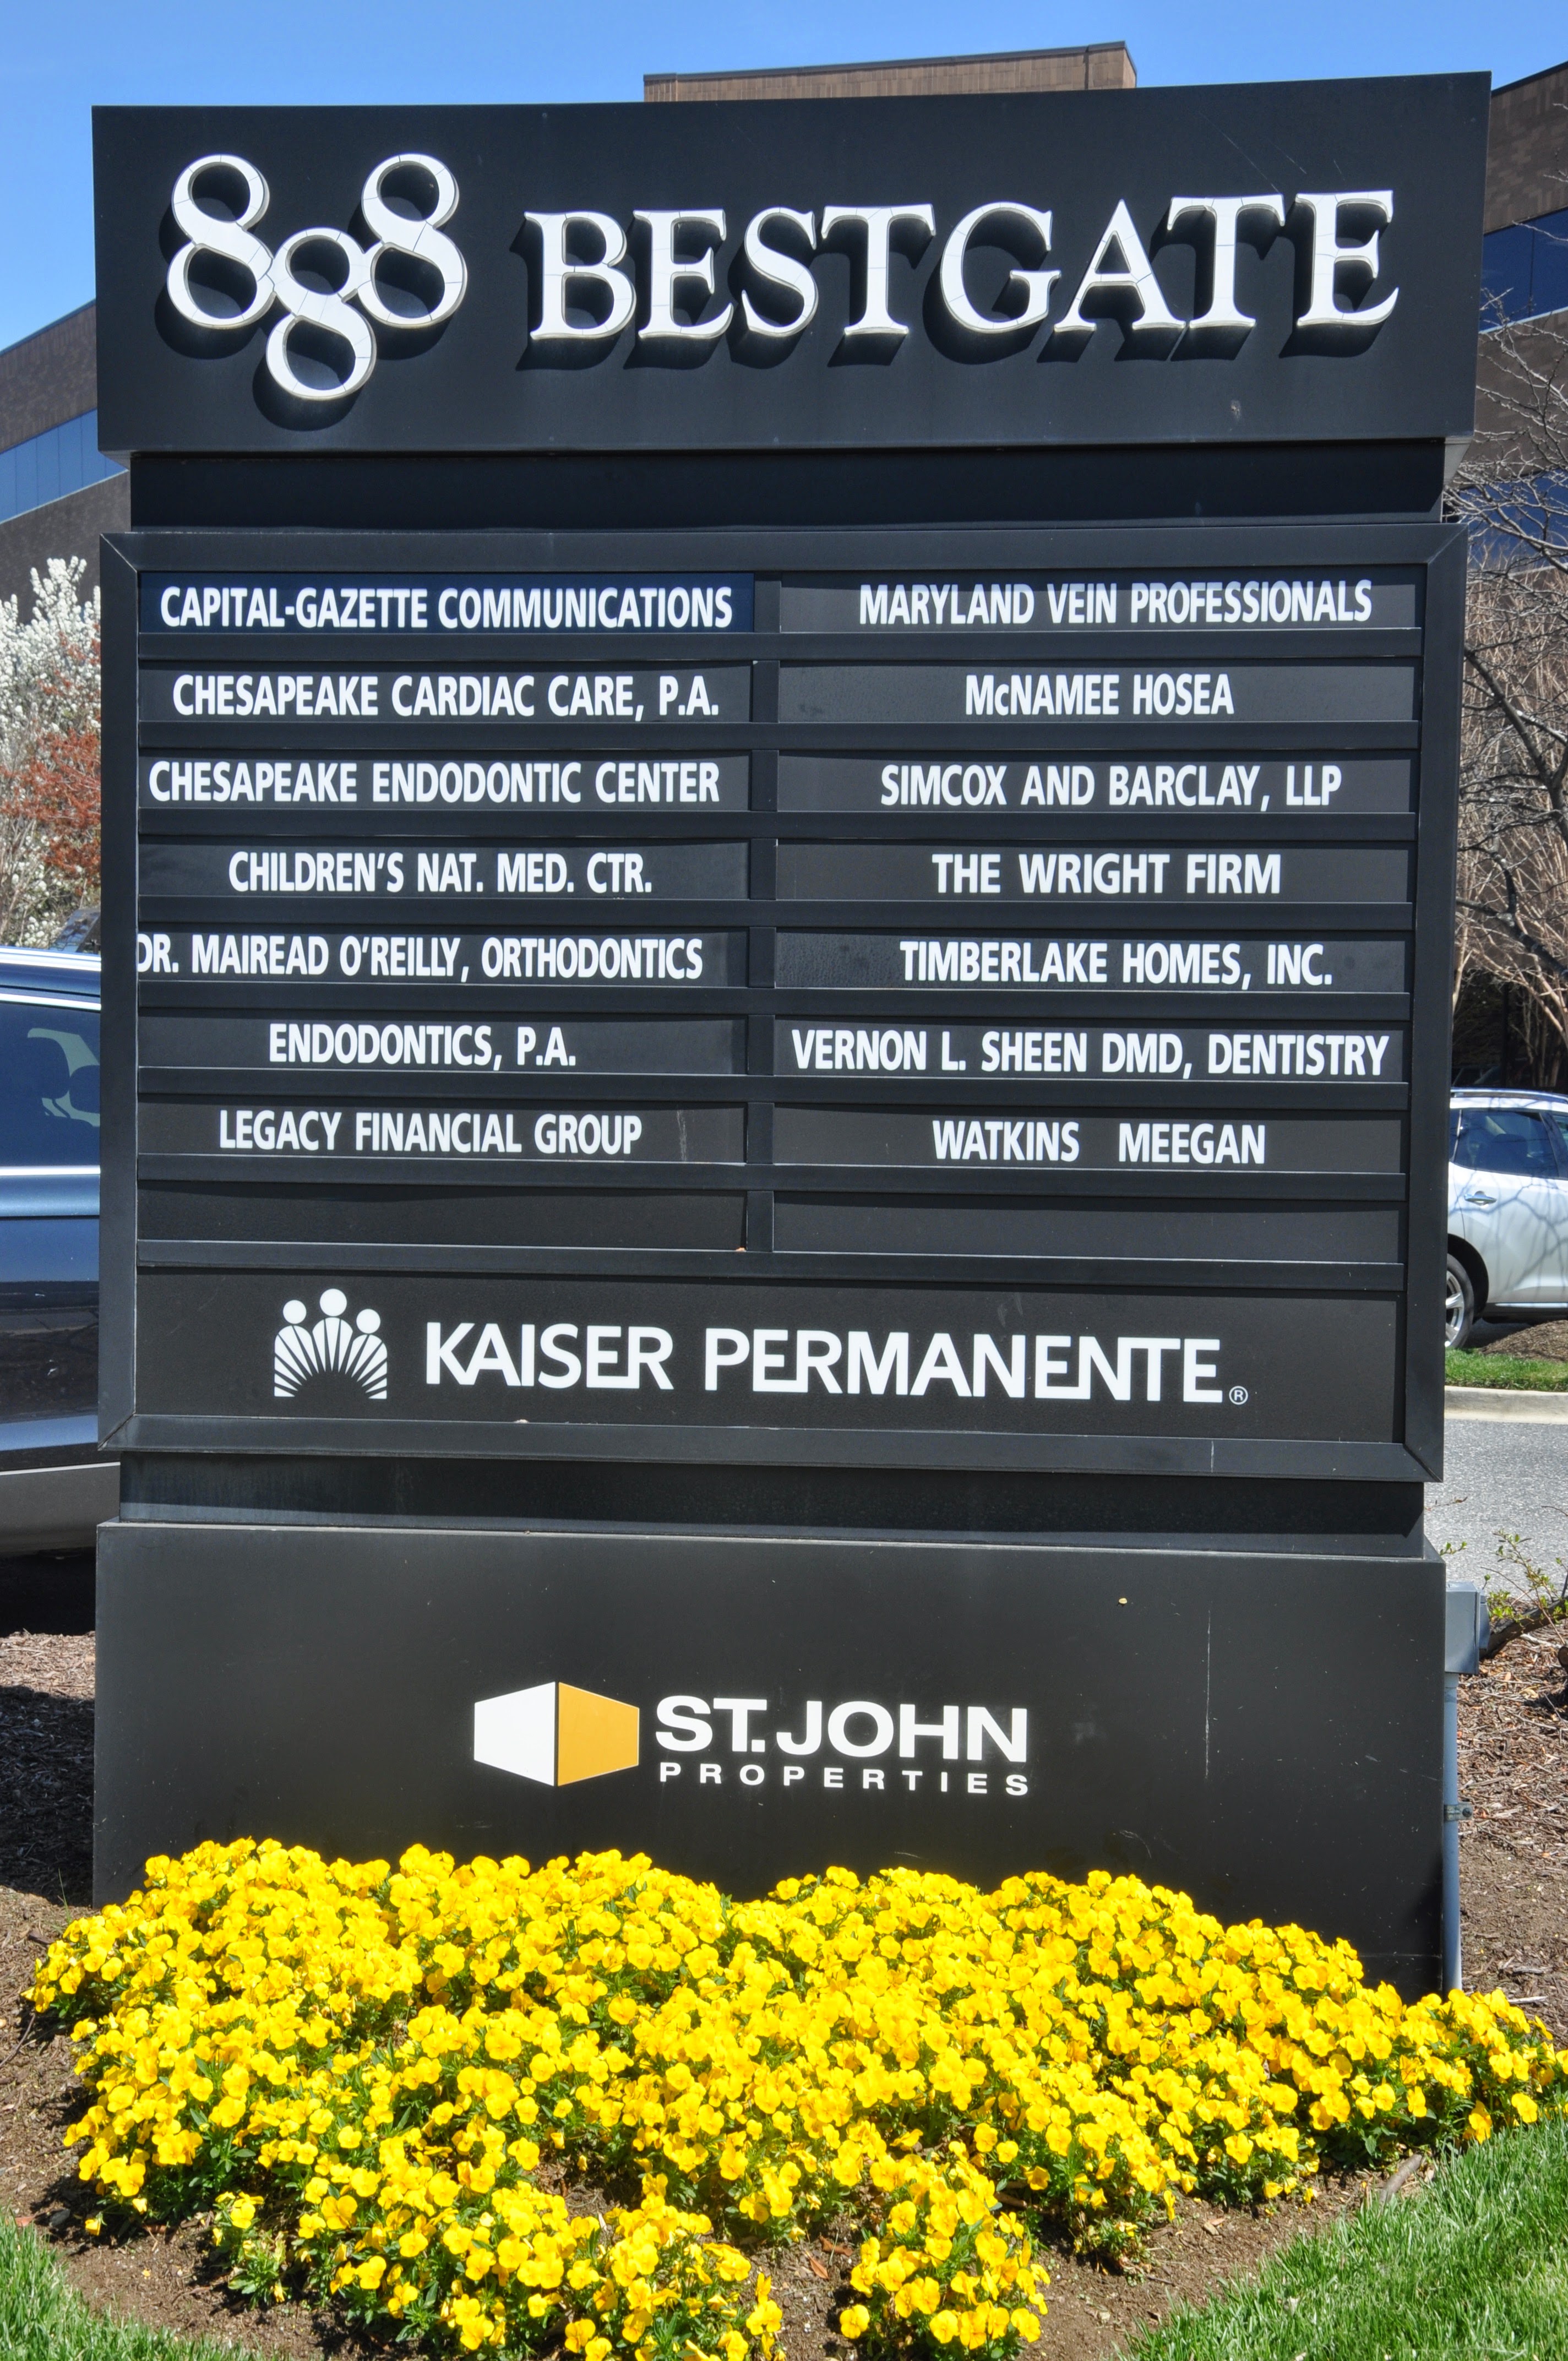 888 BESTGATE
CAPITAL-GAZETTE COMMUNICATIONS
CHESAPEAKE CARDIAC CARE, P.A.
CHESAPEAKE ENDODONTIC CENTER
CHILDREN'S NAT. MED. CTR.
DR. MAIREAD O'REILLY, ORTHODONTICS
ENDODONTICS, P.A.
LEGACY FINANCIAL GROUP
MARYLAND VEIN PROFESSIONALS
McNAMEE HOSEA
SIMCOX AND BARCLAY, LLP
THE WRIGHT FIRM
TIMBERLAKE HOMES, INC.
VERNON L. SHEEN DMD, DENTISTRY
WATKINS MEEGAN
KAISER PERMANENTE®
ST. JOHN
PROPERTIES